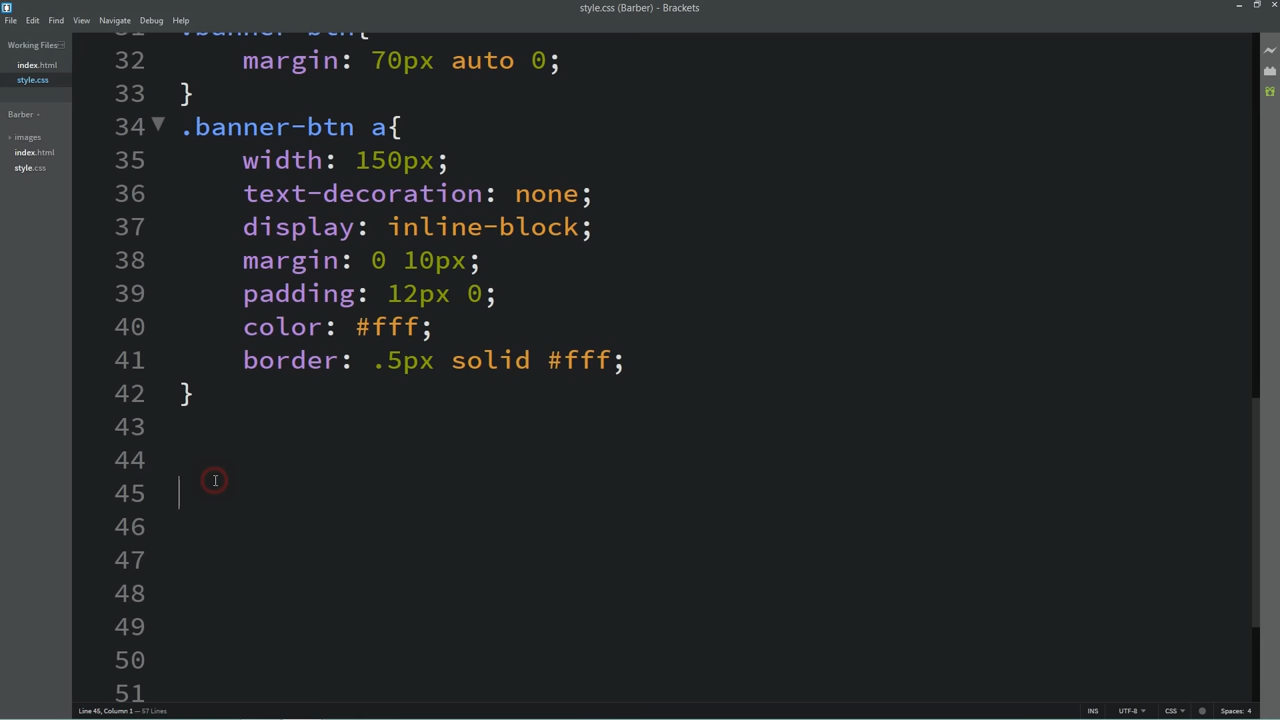 style.css (Barber) - Brackets
File Edit Find View Navigate Debug Help
Working Files
index.html
style.css
Barber
images
index.html
style.css
31 .banner-btn{
32 margin: 70px auto 0;
33 }
34 .banner-btn a{
35 width: 150px;
36 text-decoration: none;
37 display: inline-block;
38 margin: 0 10px;
39 padding: 12px 0;
40 color: #fff;
41 border: .5px solid #fff;
42 }
43
44
45
46
47
48
49
50
51
Line 45, Column 1 — 57 Lines
INS UTF-8 CSS Spaces: 4